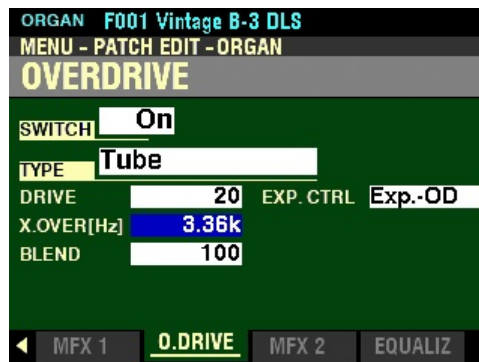 ORGAN F001 Vintage B-3 DLS
MENU - PATCH EDIT - ORGAN
OVERDRIVE
SWITCH On
TYPE Tube
DRIVE 20 EXP. CTRL Exp.-OD
X.OVER[Hz] 3.36k
BLEND 100
MFX 1 O.DRIVE MFX 2 EQUALIZ